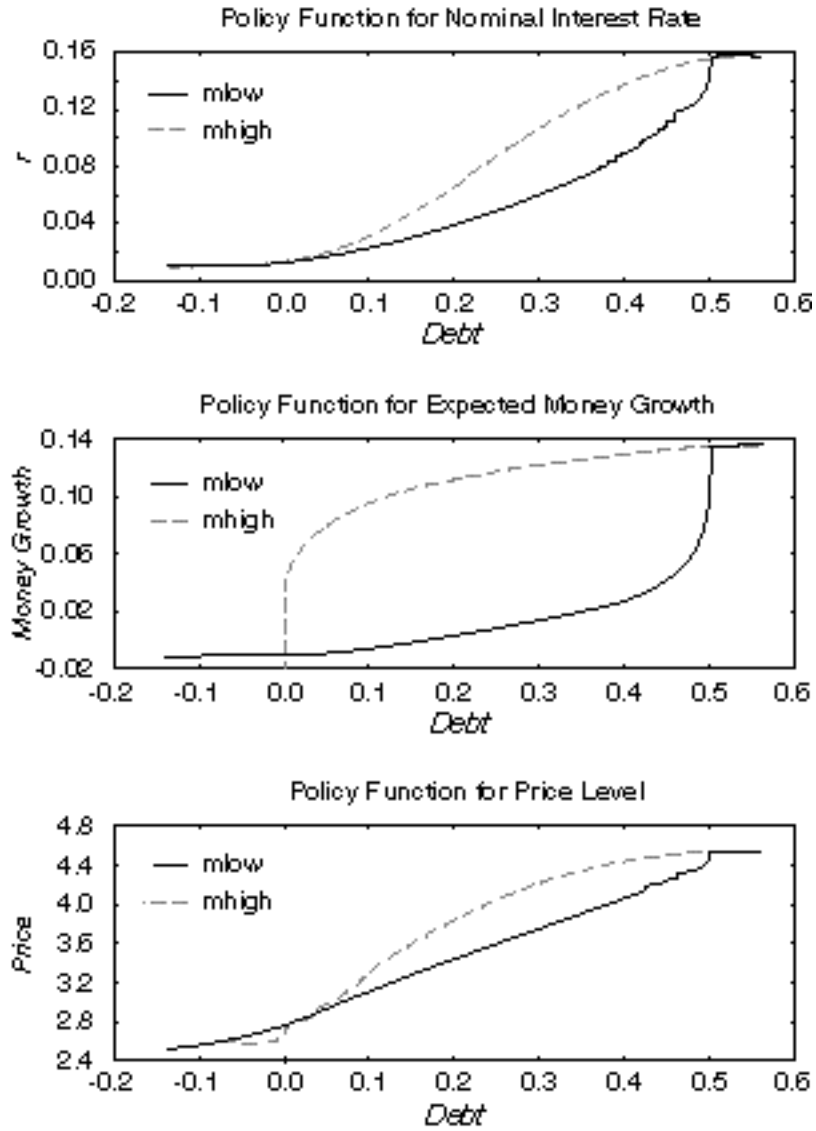 Policy Function for Nominal Interest Rate
0.16
mlow
0.12
mhigh
r
0.08
0.04
0.00
-0.2 -0.1 0.0 0.1 0.2 0.3 0.4 0.5 0.6
Debt
Policy Function for Expected Money Growth
0.14
mlow
0.10
mhigh
Money Growth
0.06
0.02
-0.02
-0.2 -0.1 0.0 0.1 0.2 0.3 0.4 0.5 0.6
Debt
Policy Function for Price Level
4.8
4.4
mlow
4.0
mhigh
Price
3.6
3.2
2.8
2.4
-0.2 -0.1 0.0 0.1 0.2 0.3 0.4 0.5 0.6
Debt